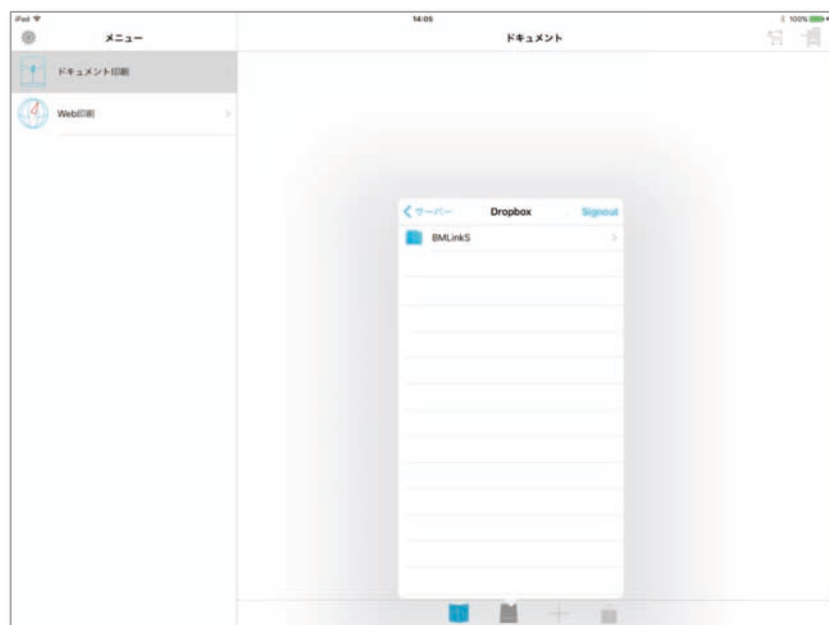 iPad
14:05
100%
メニュー
ドキュメント
ドキュメント印刷
Web印刷
サーバー
Dropbox
Signout
BMLinkS